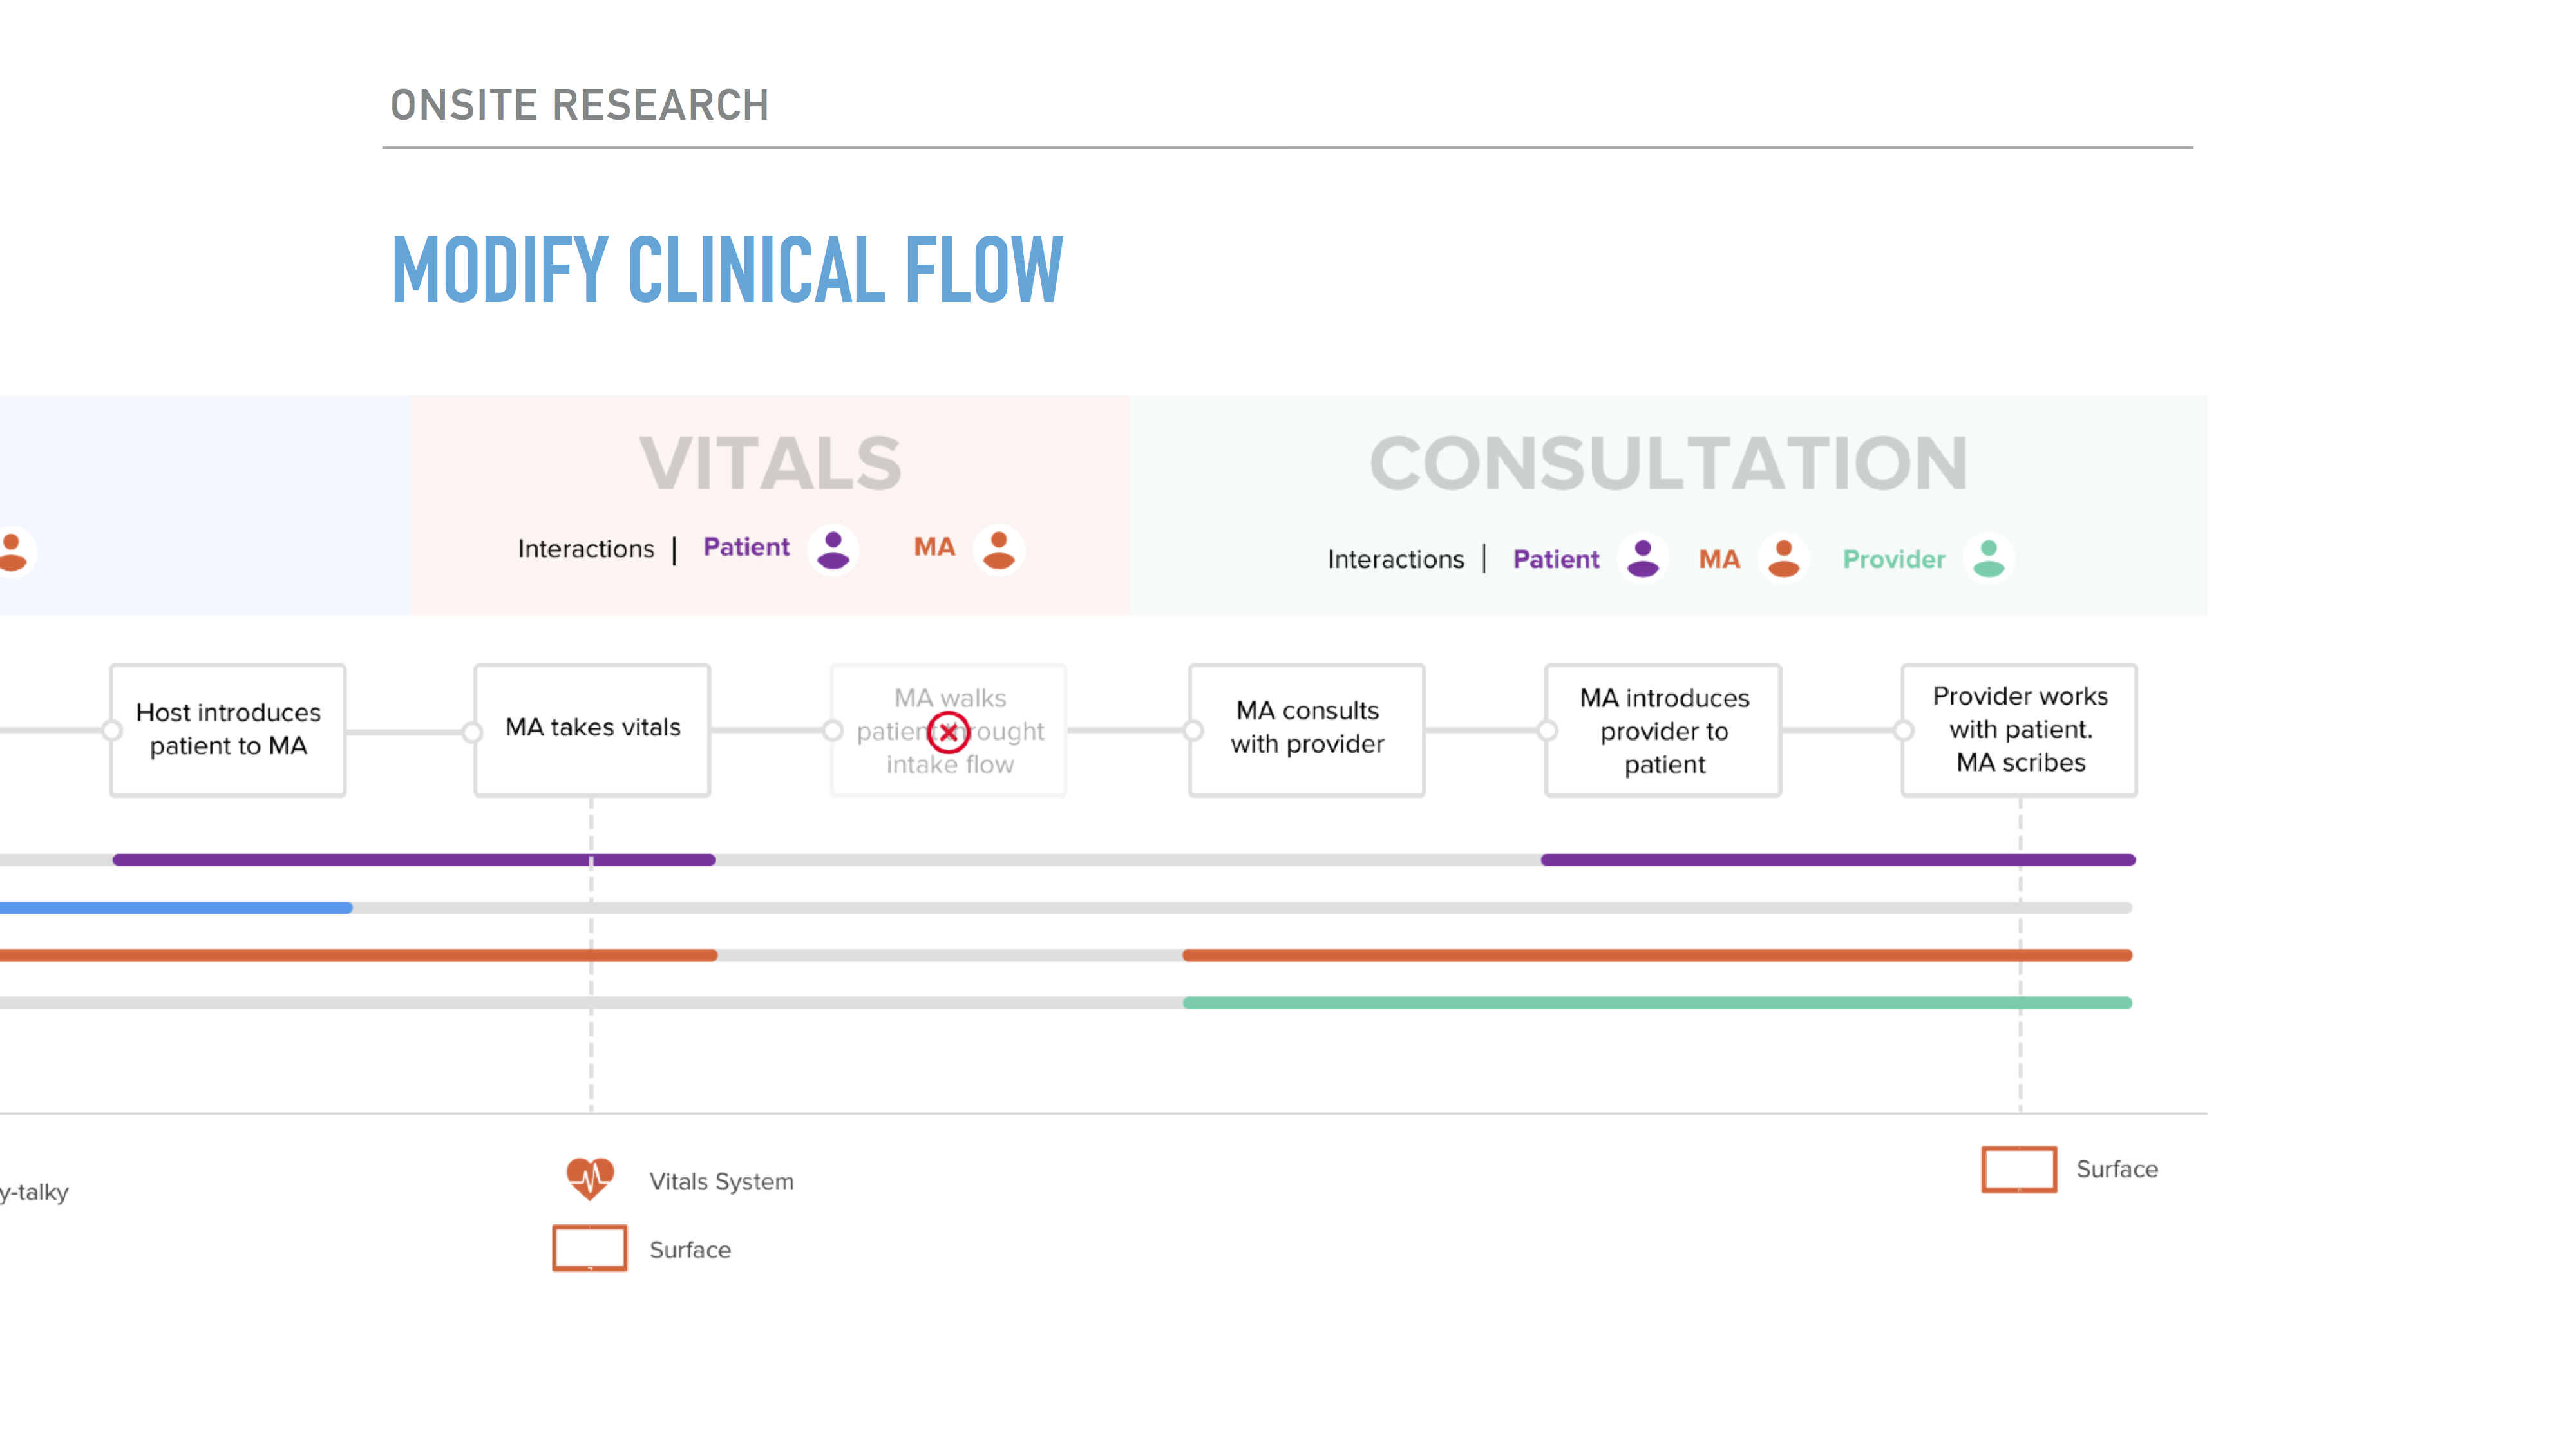 ONSITE RESEARCH
MODIFY CLINICAL FLOW
VITALS
Interactions | Patient MA
CONSULTATION
Interactions | Patient MA Provider
Host introduces
patient to MA
MA takes vitals
MA walks
patient throught
intake flow
MA consults
with provider
MA introduces
provider to
patient
Provider works
with patient.
MA scribes
y-talky
Vitals System
Surface
Surface